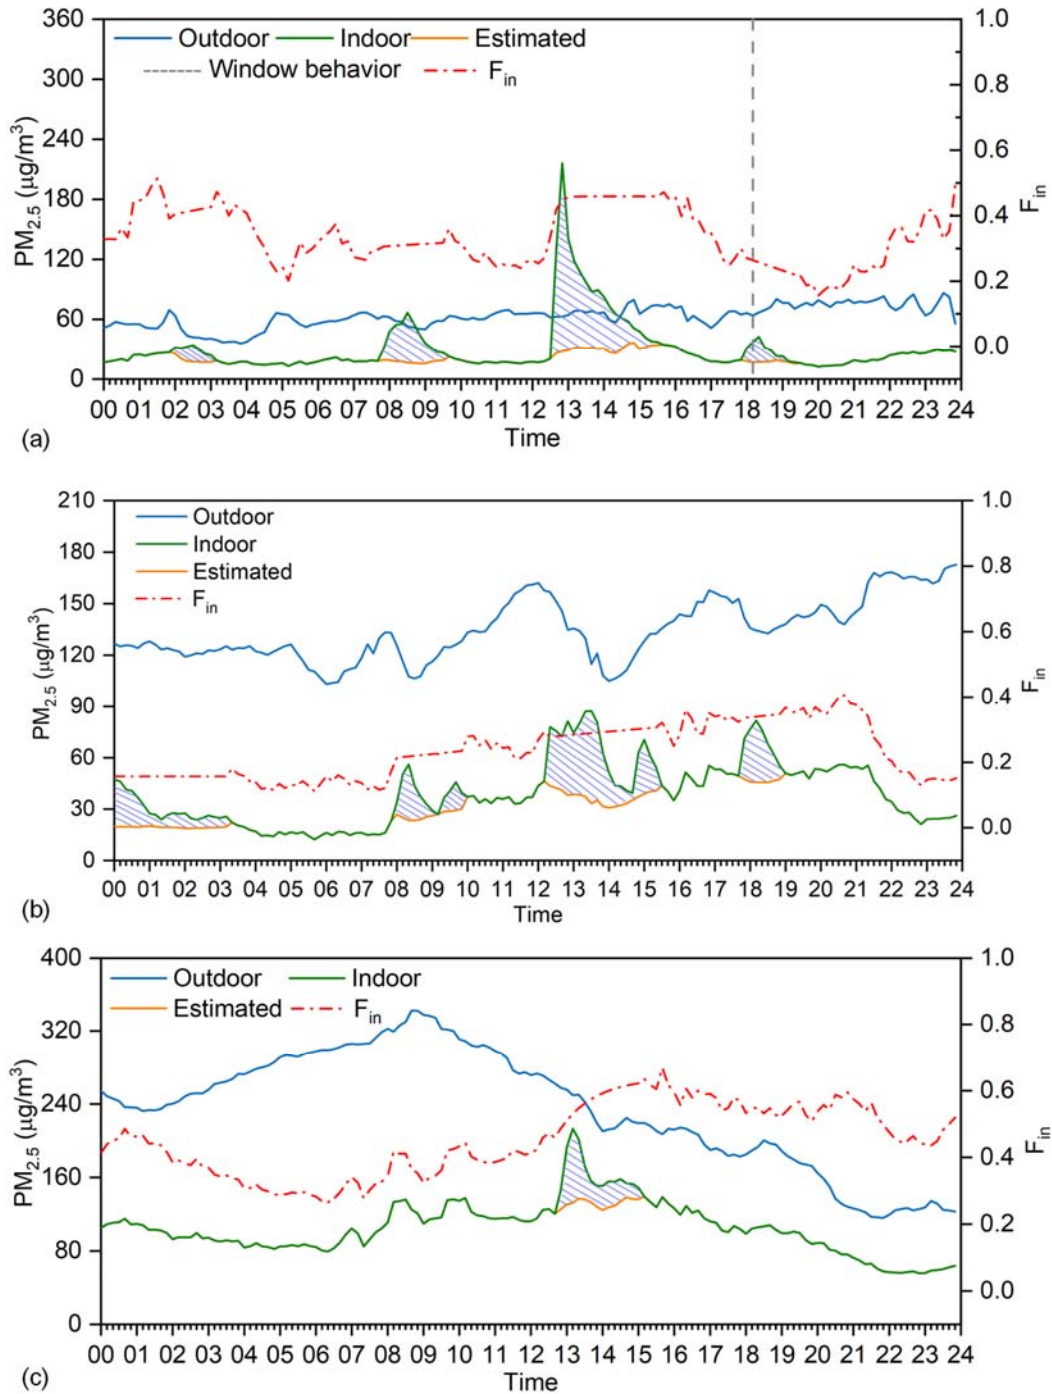 360
300
240
180
120
60
0
PM2.5 (μg/m3)
Outdoor Indoor Estimated
Window behavior Fin
1.0
0.8
0.6
0.4
0.2
0.0
Fin
00 01 02 03 04 05 06 07 08 09 10 11 12 13 14 15 16 17 18 19 20 21 22 23 24
Time
(a)
210
180
150
120
90
60
30
0
PM2.5 (μg/m3)
Outdoor
Indoor
Estimated
Fin
1.0
0.8
0.6
0.4
0.2
0.0
Fin
00 01 02 03 04 05 06 07 08 09 10 11 12 13 14 15 16 17 18 19 20 21 22 23 24
Time
(b)
400
320
240
160
80
0
PM2.5 (μg/m3)
Outdoor Indoor
Estimated Fin
1.0
0.8
0.6
0.4
0.2
0.0
Fin
00 01 02 03 04 05 06 07 08 09 10 11 12 13 14 15 16 17 18 19 20 21 22 23 24
Time
(c)